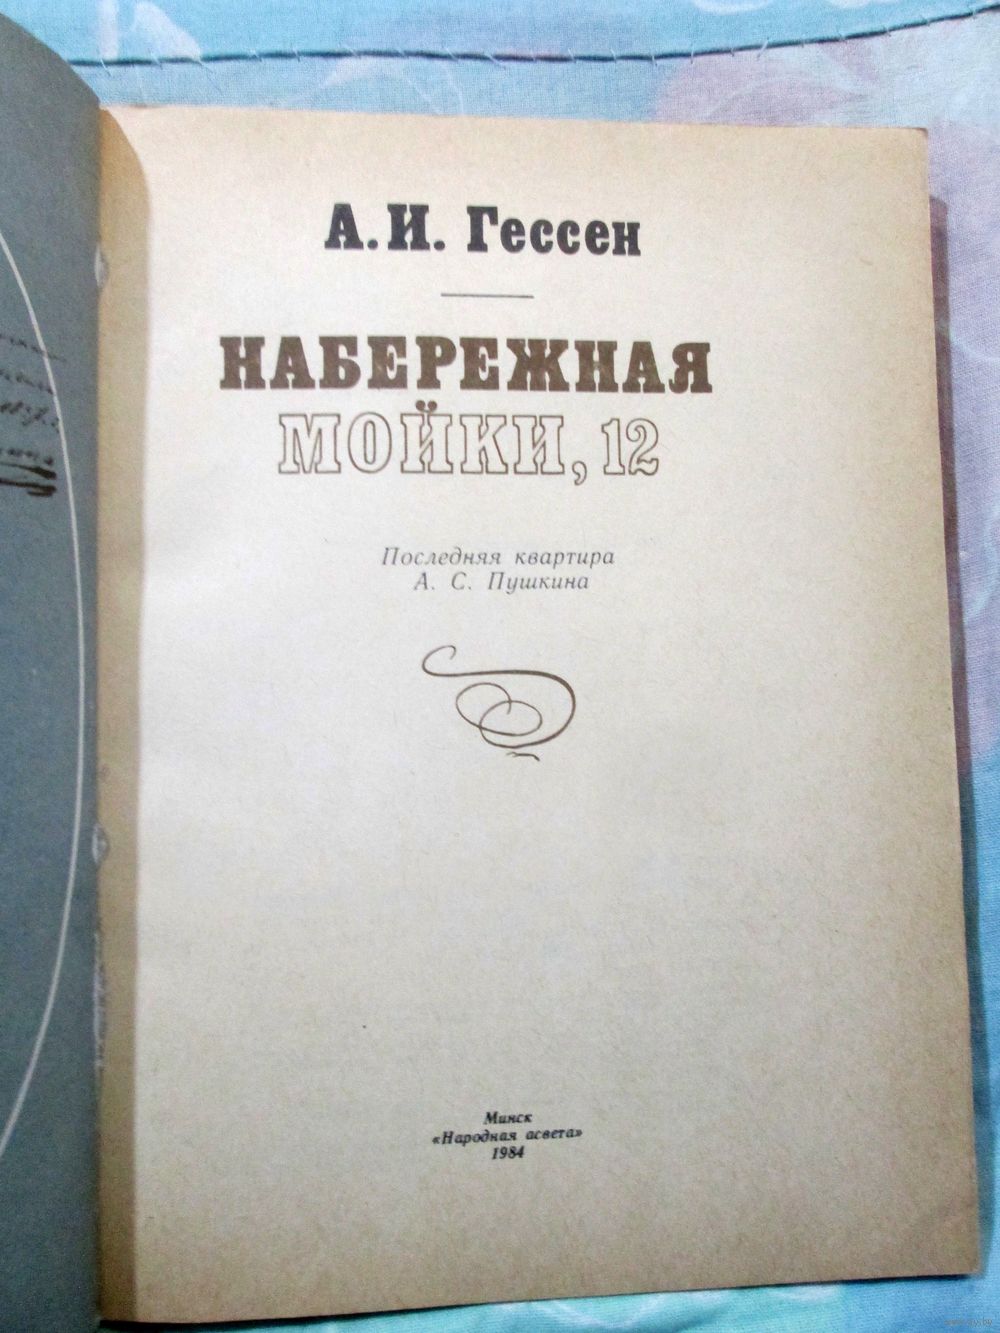 А. И. Гессен
НАБЕРЕЖНАЯ
МОЙКИ, 12
Последняя квартира
А. С. Пушкина
Минск
«Народная асвета»
1984